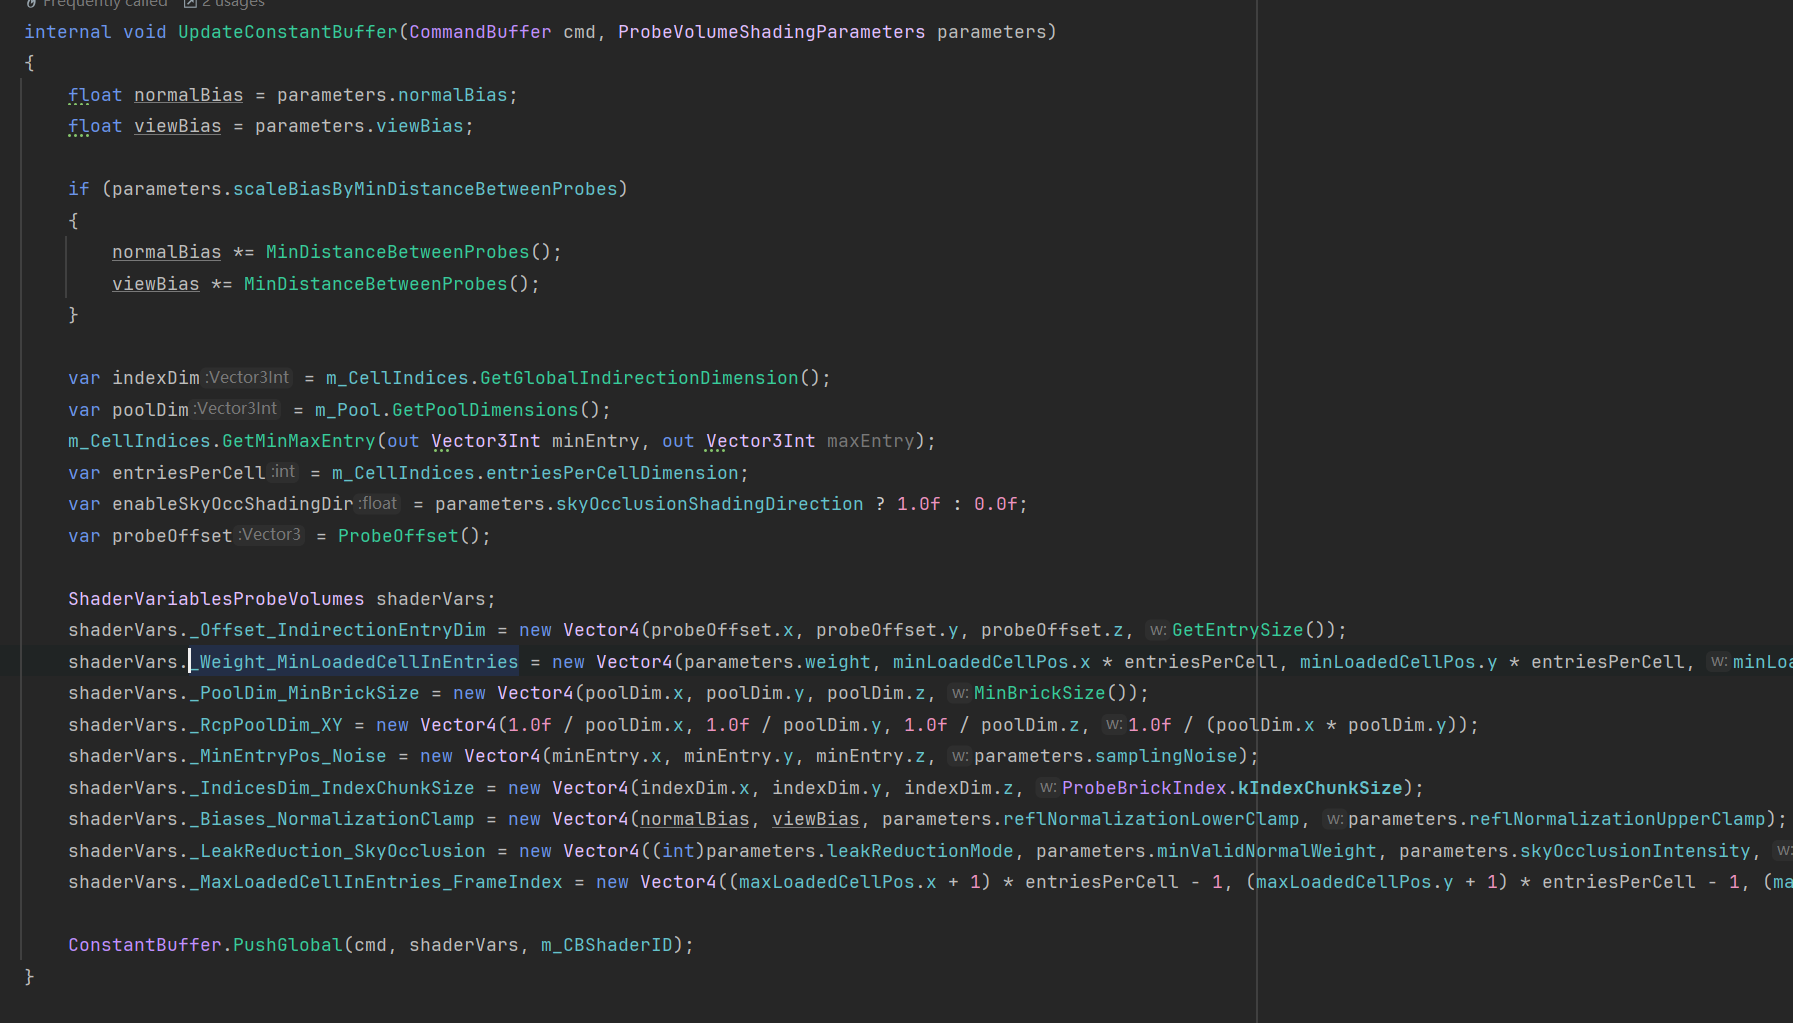 Frequently called 2 usages
internal void UpdateConstantBuffer(CommandBuffer cmd, ProbeVolumeShadingParameters parameters)
{
float normalBias = parameters.normalBias;
float viewBias = parameters.viewBias;
if (parameters.scaleBiasByMinDistanceBetweenProbes)
{
normalBias *= MinDistanceBetweenProbes();
viewBias *= MinDistanceBetweenProbes();
}
var indexDim :Vector3Int = m_CellIndices.GetGlobalIndirectionDimension();
var poolDim :Vector3Int = m_Pool.GetPoolDimensions();
m_CellIndices.GetMinMaxEntry(out Vector3Int minEntry, out Vector3Int maxEntry);
var entriesPerCell :int = m_CellIndices.entriesPerCellDimension;
var enableSkyOccShadingDir :float = parameters.skyOcclusionShadingDirection ? 1.0f : 0.0f;
var probeOffset :Vector3 = ProbeOffset();
ShaderVariablesProbeVolumes shaderVars;
shaderVars._Offset_IndirectionEntryDim = new Vector4(probeOffset.x, probeOffset.y, probeOffset.z, w: GetEntrySize());
shaderVars._Weight_MinLoadedCellInEntries = new Vector4(parameters.weight, minLoadedCellPos.x * entriesPerCell, minLoadedCellPos.y * entriesPerCell, w: minLoa
shaderVars._PoolDim_MinBrickSize = new Vector4(poolDim.x, poolDim.y, poolDim.z, w: MinBrickSize());
shaderVars._RcpPoolDim_XY = new Vector4(1.0f / poolDim.x, 1.0f / poolDim.y, 1.0f / poolDim.z, w: 1.0f / (poolDim.x * poolDim.y));
shaderVars._MinEntryPos_Noise = new Vector4(minEntry.x, minEntry.y, minEntry.z, w: parameters.samplingNoise);
shaderVars._IndicesDim_IndexChunkSize = new Vector4(indexDim.x, indexDim.y, indexDim.z, w: ProbeBrickIndex.kIndexChunkSize);
shaderVars._Biases_NormalizationClamp = new Vector4(normalBias, viewBias, parameters.reflNormalizationLowerClamp, w: parameters.reflNormalizationUpperClamp);
shaderVars._LeakReduction_SkyOcclusion = new Vector4((int)parameters.leakReductionMode, parameters.minValidNormalWeight, parameters.skyOcclusionIntensity, w:
shaderVars._MaxLoadedCellInEntries_FrameIndex = new Vector4((maxLoadedCellPos.x + 1) * entriesPerCell - 1, (maxLoadedCellPos.y + 1) * entriesPerCell - 1, (ma
ConstantBuffer.PushGlobal(cmd, shaderVars, m_CBShaderID);
}